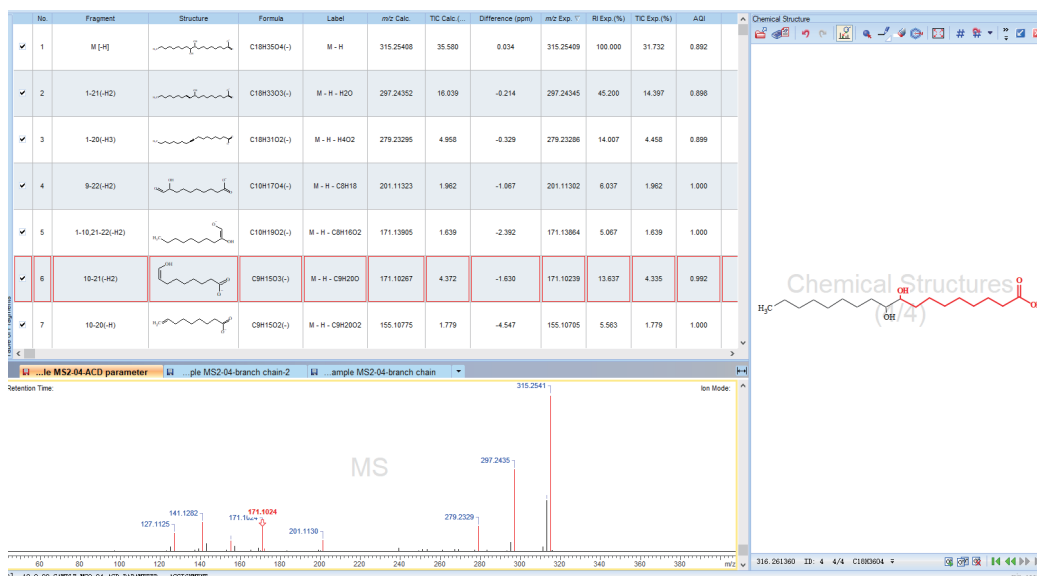 No. Fragment Structure Formula Label m/z Calc. TIC Calc.(... Difference (ppm) m/z Exp. RI Exp.(%) TIC Exp.(%) AQI
1 M [-H] C18H35O4(-) M - H 315.25408 35.580 0.034 315.25409 100.000 31.732 0.892
2 1-21(-H2) C18H33O3(-) M - H - H2O 297.24352 16.039 -0.214 297.24345 45.200 14.397 0.898
3 1-20(-H3) C18H31O2(-) M - H - H4O2 279.23295 4.958 -0.329 279.23286 14.007 4.458 0.899
4 9-22(-H2) C10H17O4(-) M - H - C8H18 201.11323 1.962 -1.067 201.11302 6.037 1.962 1.000
5 1-10,21-22(-H2) C10H19O2(-) M - H - C8H16O2 171.13905 1.639 -2.392 171.13864 5.067 1.639 1.000
6 10-21(-H2) C9H15O3(-) M - H - C9H20O 171.10267 4.372 -1.630 171.10239 13.637 4.335 0.992
7 10-20(-H) C9H15O2(-) M - H - C9H20O2 155.10775 1.779 -4.547 155.10705 5.563 1.779 1.000
...le MS2-04-ACD parameter ...ple MS2-04-branch chain-2 ...ample MS2-04-branch chain
Retention Time: Ion Mode:
MS
315.2541
297.2435
279.2329
201.1130
171.1024
141.1282
127.1125
60 80 100 120 140 160 180 200 220 240 260 280 300 320 340 360 380 m/z
Chemical Structure
Chemical Structures
(1/4)
H3C
OH
OH
O
316.261360 ID: 4 4/4 C18H36O4